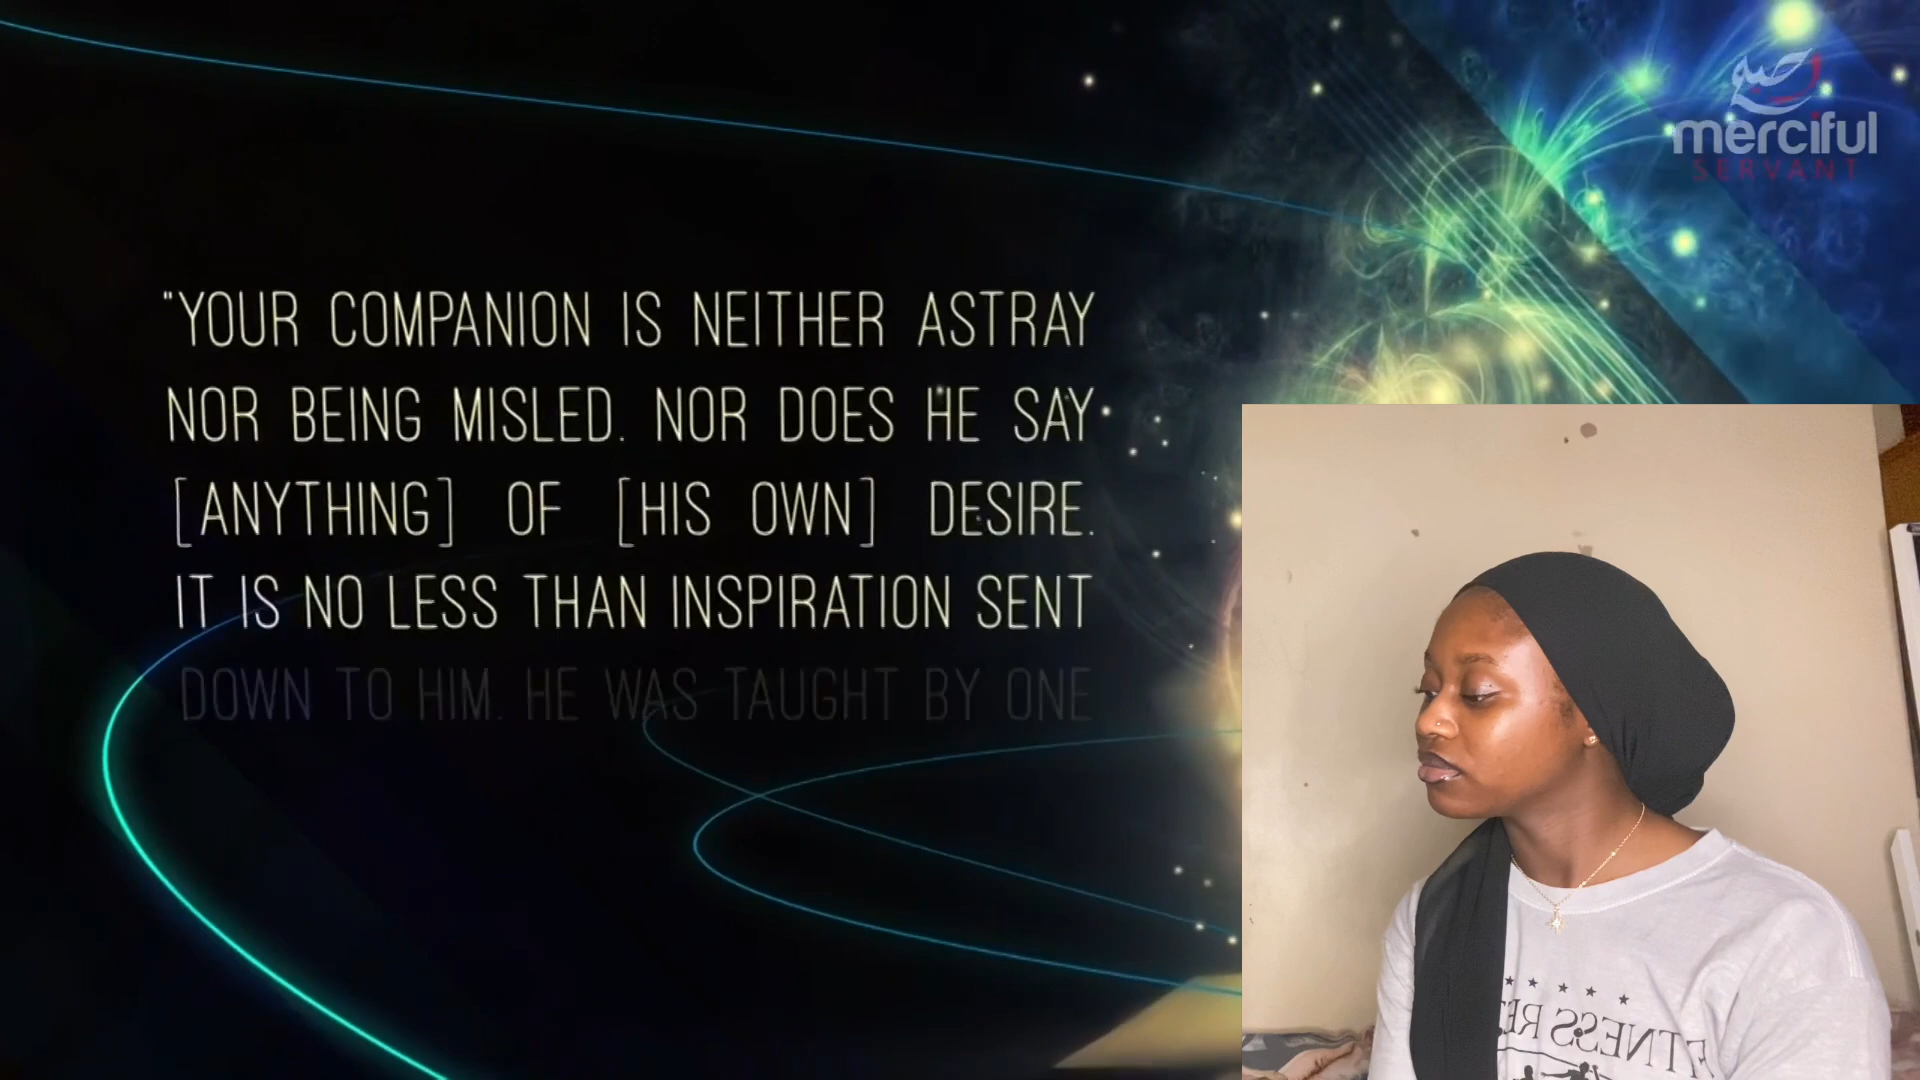 صبع
merciful
SERVANT
"YOUR COMPANION IS NEITHER ASTRAY
NOR BEING MISLED. NOR DOES HE SAY
[ANYTHING] OF [HIS OWN] DESIRE.
IT IS NO LESS THAN INSPIRATION SENT
DOWN TO HIM. HE WAS TAUGHT BY ONE